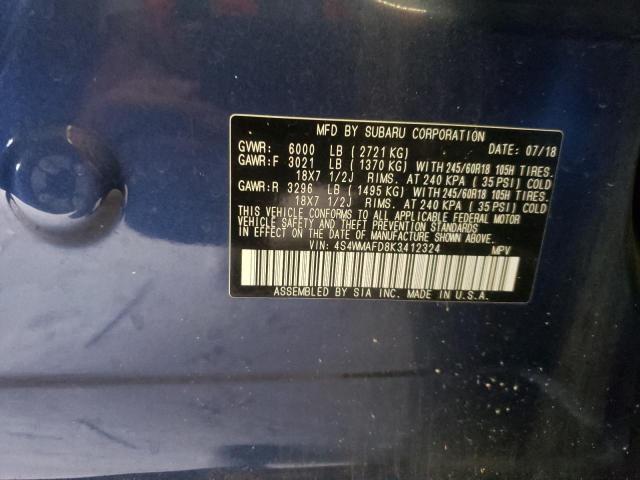 MFD BY SUBARU CORPORATION DATE: 07/18
GVWR: 6000 LB ( 2721 KG)
GAWR:F 3021 LB ( 1370 KG) WITH 245/60R18 105H TIRES.
18X7 1/2J RIMS. AT 240 KPA ( 35 PSI) COLD
GAWR:R 3296 LB ( 1495 KG) WITH 245/60R18 105H TIRES.
18X7 1/2J RIMS. AT 240 KPA ( 35 PSI) COLD
THIS VEHICLE CONFORMS TO ALL APPLICABLE FEDERAL MOTOR
VEHICLE SAFETY AND THEFT PREVENTION STANDARDS
IN EFFECT ON THE DATE OF MANUFACTURE SHOWN ABOVE.
VIN: 4S4WMAFD8K3412324 MPV
ASSEMBLED BY SIA INC. MADE IN U.S.A.